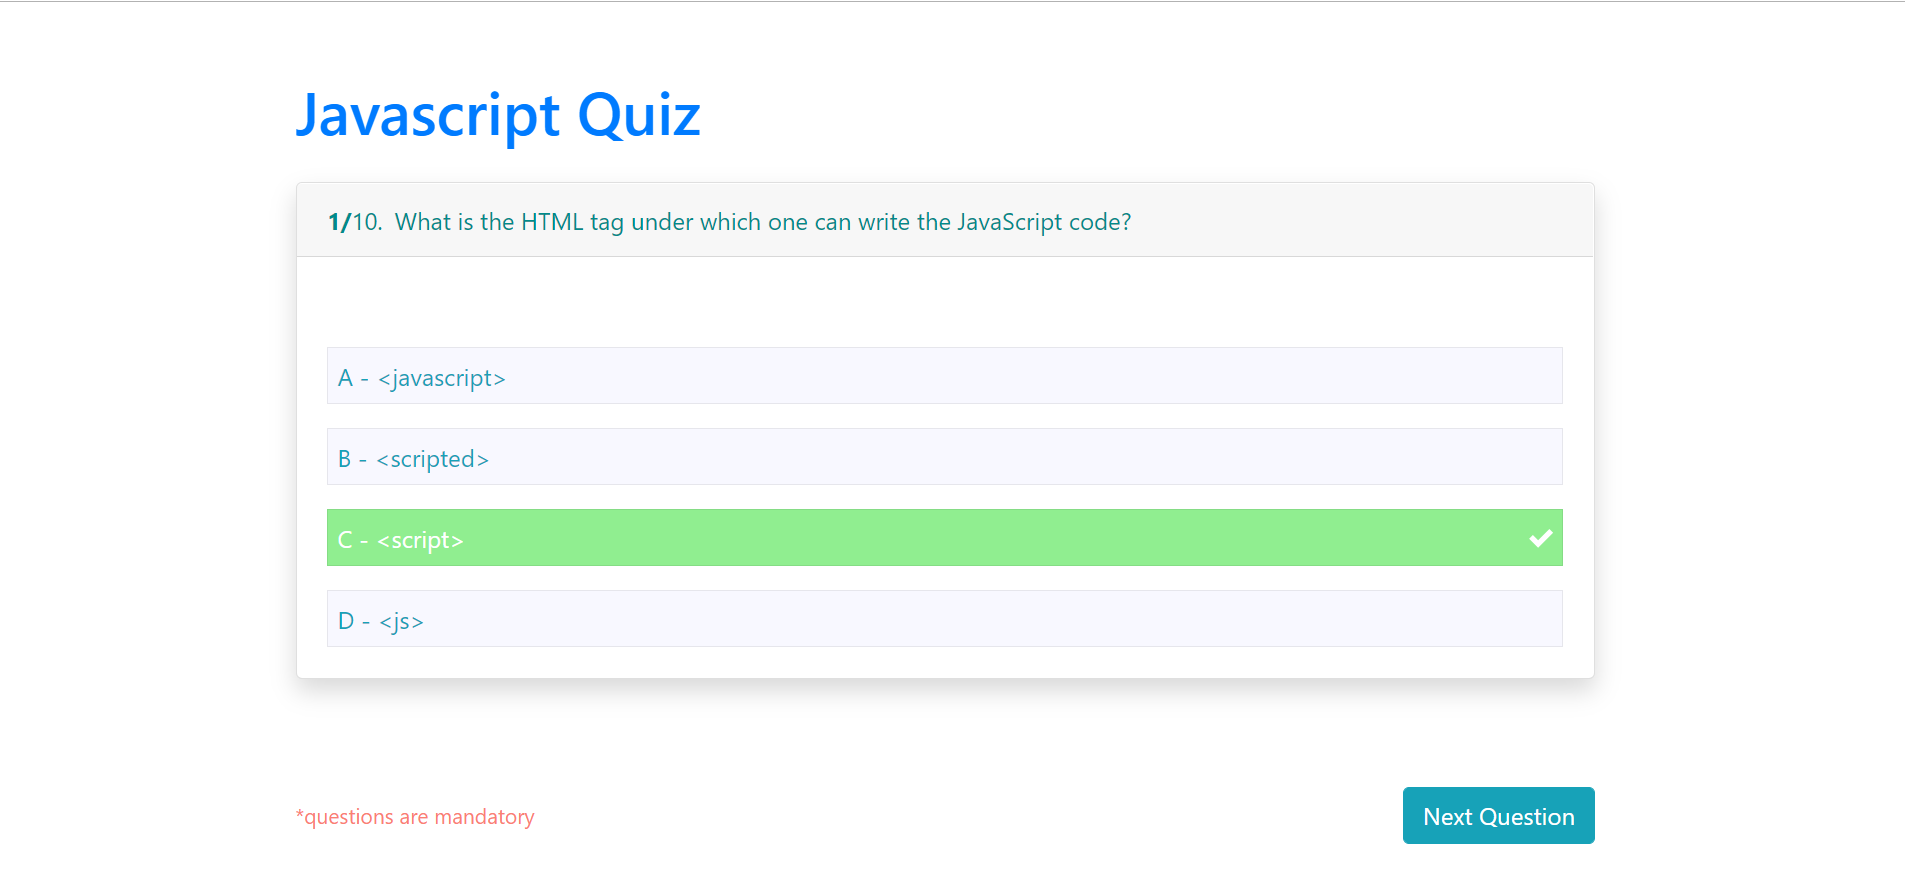 Javascript Quiz
1/10. What is the HTML tag under which one can write the JavaScript code?
A - <javascript>
B - <scripted>
C - <script>
D - <js>
*questions are mandatory
Next Question